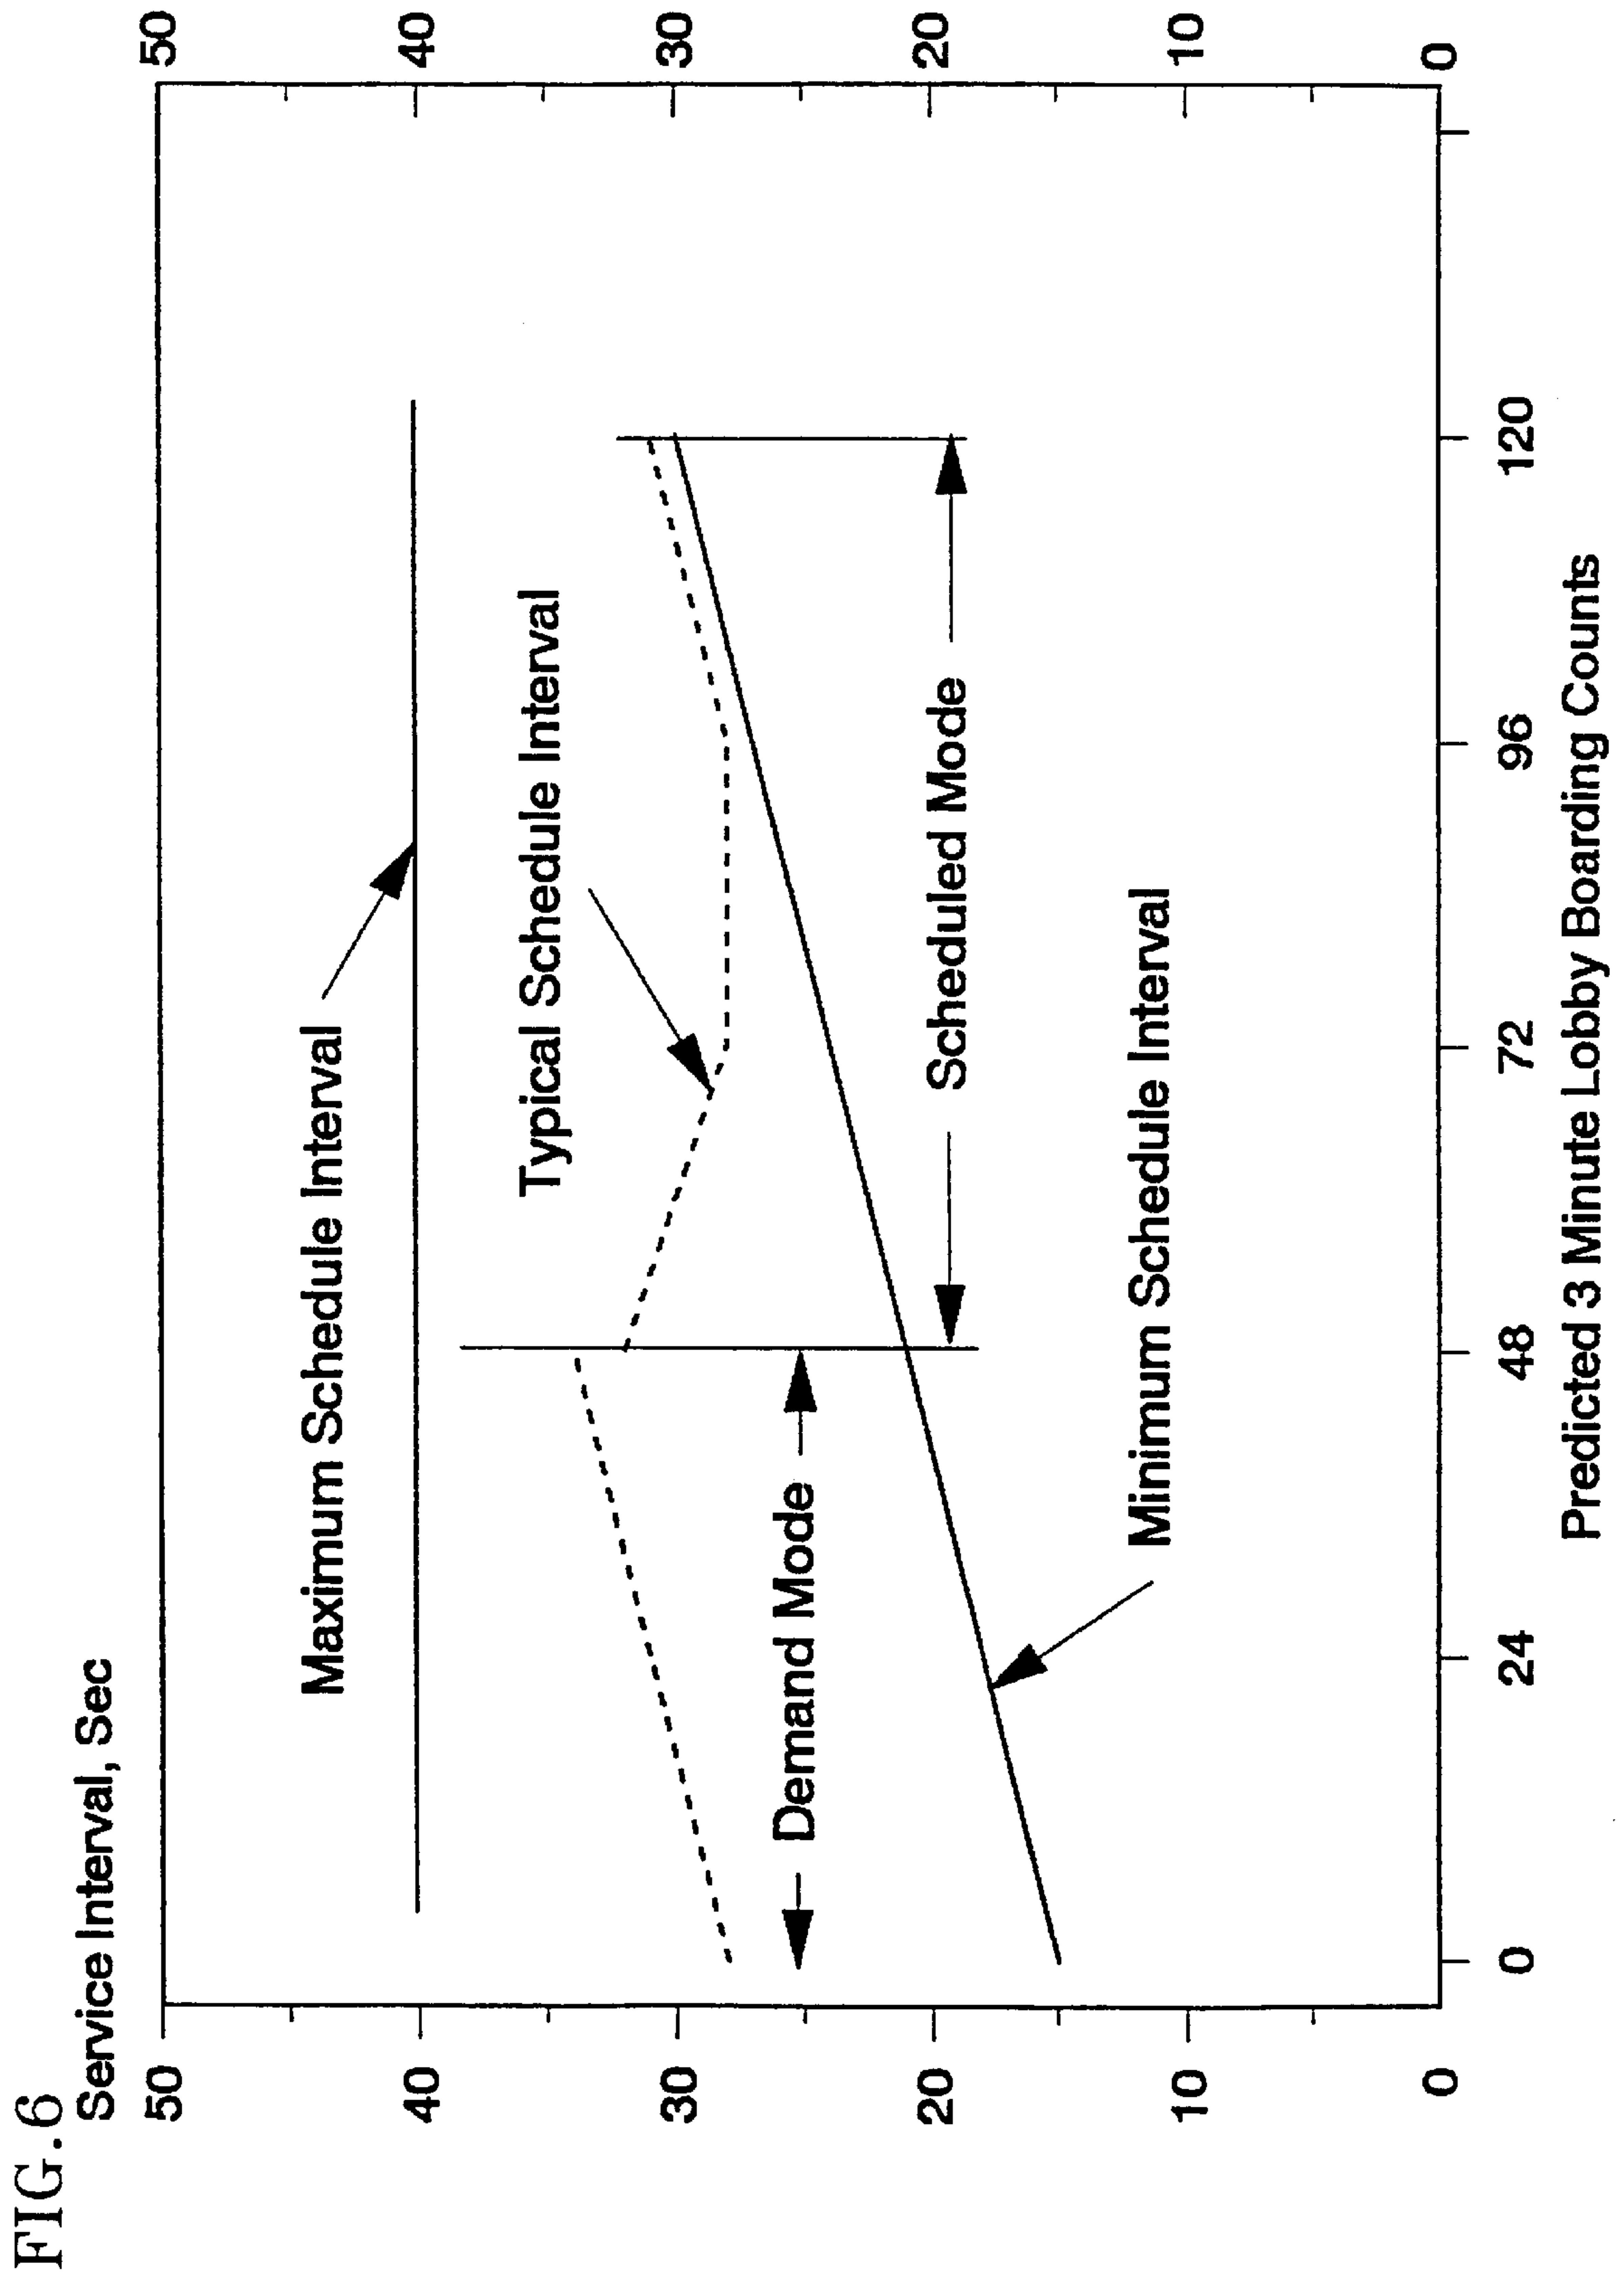 FIG.6
Service Interval, Sec
50
40
30
20
10
0
Maximum Schedule Interval
Typical Schedule Interval
Demand Mode
Scheduled Mode
Minimum Schedule Interval
50
40
30
20
10
0
0 24 48 72 96 120
Predicted 3 Minute Lobby Boarding Counts